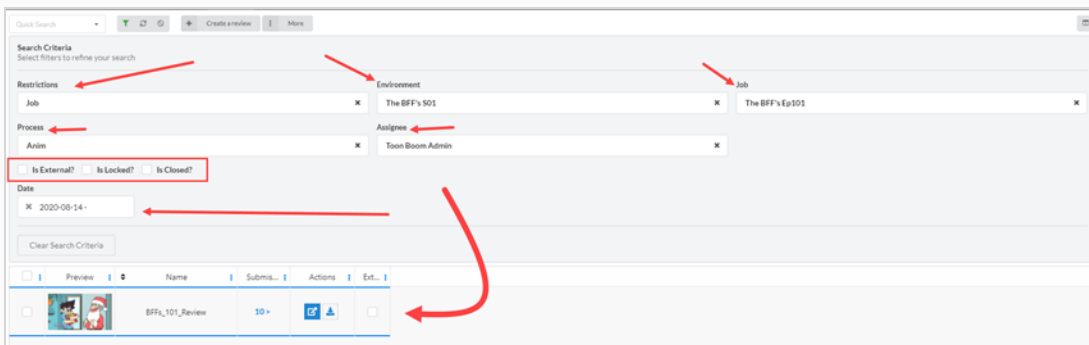 Quick Search
Create a review
More
Search Criteria
Select filters to refine your search
Restrictions Environment Job
Job The BFF's S01 The BFF's Ep101
Process Assignee
Anim Toon Boom Admin
Is External? Is Locked? Is Closed?
Date
2020-08-14 -
Clear Search Criteria
Preview Name Submis... Actions Ext...
BFFs_101_Review 10